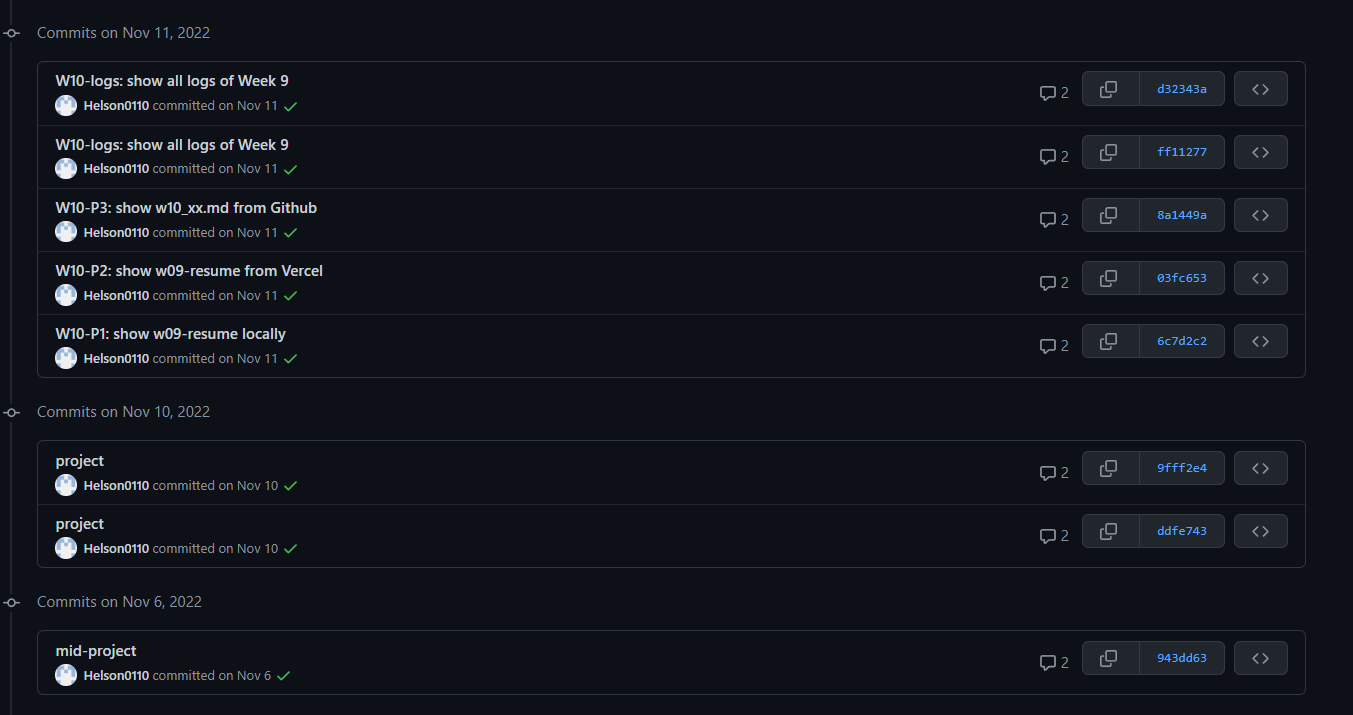 Commits on Nov 11, 2022
W10-logs: show all logs of Week 9
Helson0110 committed on Nov 11
2
d32343a
W10-logs: show all logs of Week 9
Helson0110 committed on Nov 11
2
ff11277
W10-P3: show w10_xx.md from Github
Helson0110 committed on Nov 11
2
8a1449a
W10-P2: show w09-resume from Vercel
Helson0110 committed on Nov 11
2
03fc653
W10-P1: show w09-resume locally
Helson0110 committed on Nov 11
2
6c7d2c2
Commits on Nov 10, 2022
project
Helson0110 committed on Nov 10
2
9fff2e4
project
Helson0110 committed on Nov 10
2
ddfe743
Commits on Nov 6, 2022
mid-project
Helson0110 committed on Nov 6
2
943dd63